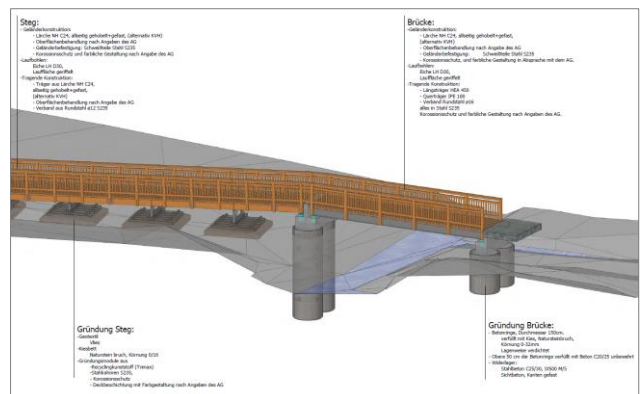 Steg:
-Geländerkonstruktion:
- Lärche NH C24, allseitig gehobelt+gefast, (alternativ KVH)
- Oberflächenbehandlung nach Angaben des AG
- Geländerbefestigung: Schweißteile Stahl S235
- Korrosionsschutz und farbliche Gestaltung nach Angabe des AG
-Laufbohlen:
Eiche LH D30,
Lauffläche geriffelt
-Tragende Konstruktion:
- Träger aus Lärche NH C24,
allseitig gehobelt+gefast,
(alternativ KVH)
- Oberflächenbehandlung nach Angabe des AG
- Verband aus Rundstahl ø12 S235
Brücke:
-Geländerkonstruktion:
- Lärche NH C24, allseitig gehobelt+gefast,
(alternativ KVH)
- Oberflächenbehandlung nach Angabe des AG
- Geländerbefestigung: Schweißteile Stahl S235
- Korrosionsschutz, und farbliche Gestaltung in Absprache mit dem AG.
-Laufbohlen:
Eiche LH D30,
Lauffläche geriffelt
-Tragende Konstruktion:
- Längsträger HEA 450
- Querträger IPE 100
- Verband Rundstahl ø16
alles in Stahl S235
Korrosionsschutz und farbliche Gestaltung nach Angaben des AG.
Gründung Steg:
-Geotextil
Vlies
-Kiesbett
Naturstein bruch, Körnung 0/16
-Gründungsmodule aus
-Recyclingkunststoff (Trimax)
-Stahlrahmen S235,
- Korrosionsschutz
- Deckbeschichtung mit Farbgestaltung nach Angaben des AG
Gründung Brücke:
- Betonringe, Durchmesser 150cm.
verfüllt mit Kies, Natursteinbruch,
Körnung 0-32mm
Lagenweise verdichtet
- Obere 50 cm der Betonringe verfüllt mit Beton C20/25 unbewehrt
- Widerlager:
Stahlbeton C25/30, BSt500 M/S
Sichtbeton, Kanten gefast